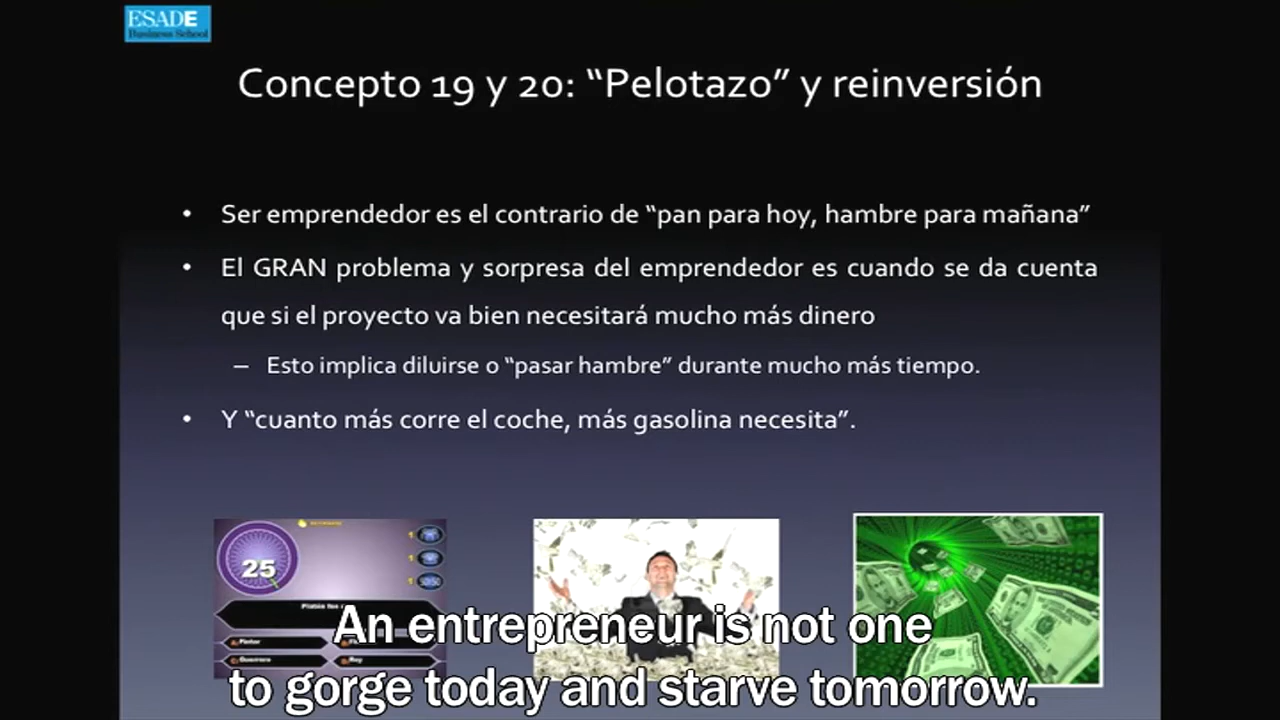 ESADE
Business School
Concepto 19 y 20: “Pelotazo” y reinversión
• Ser emprendedor es el contrario de “pan para hoy, hambre para mañana”
• El GRAN problema y sorpresa del emprendedor es cuando se da cuenta
que si el proyecto va bien necesitará mucho más dinero
– Esto implica diluirse o “pasar hambre” durante mucho más tiempo.
• Y “cuanto más corre el coche, más gasolina necesita”.
25
An entrepreneur is not one
to gorge today and starve tomorrow.